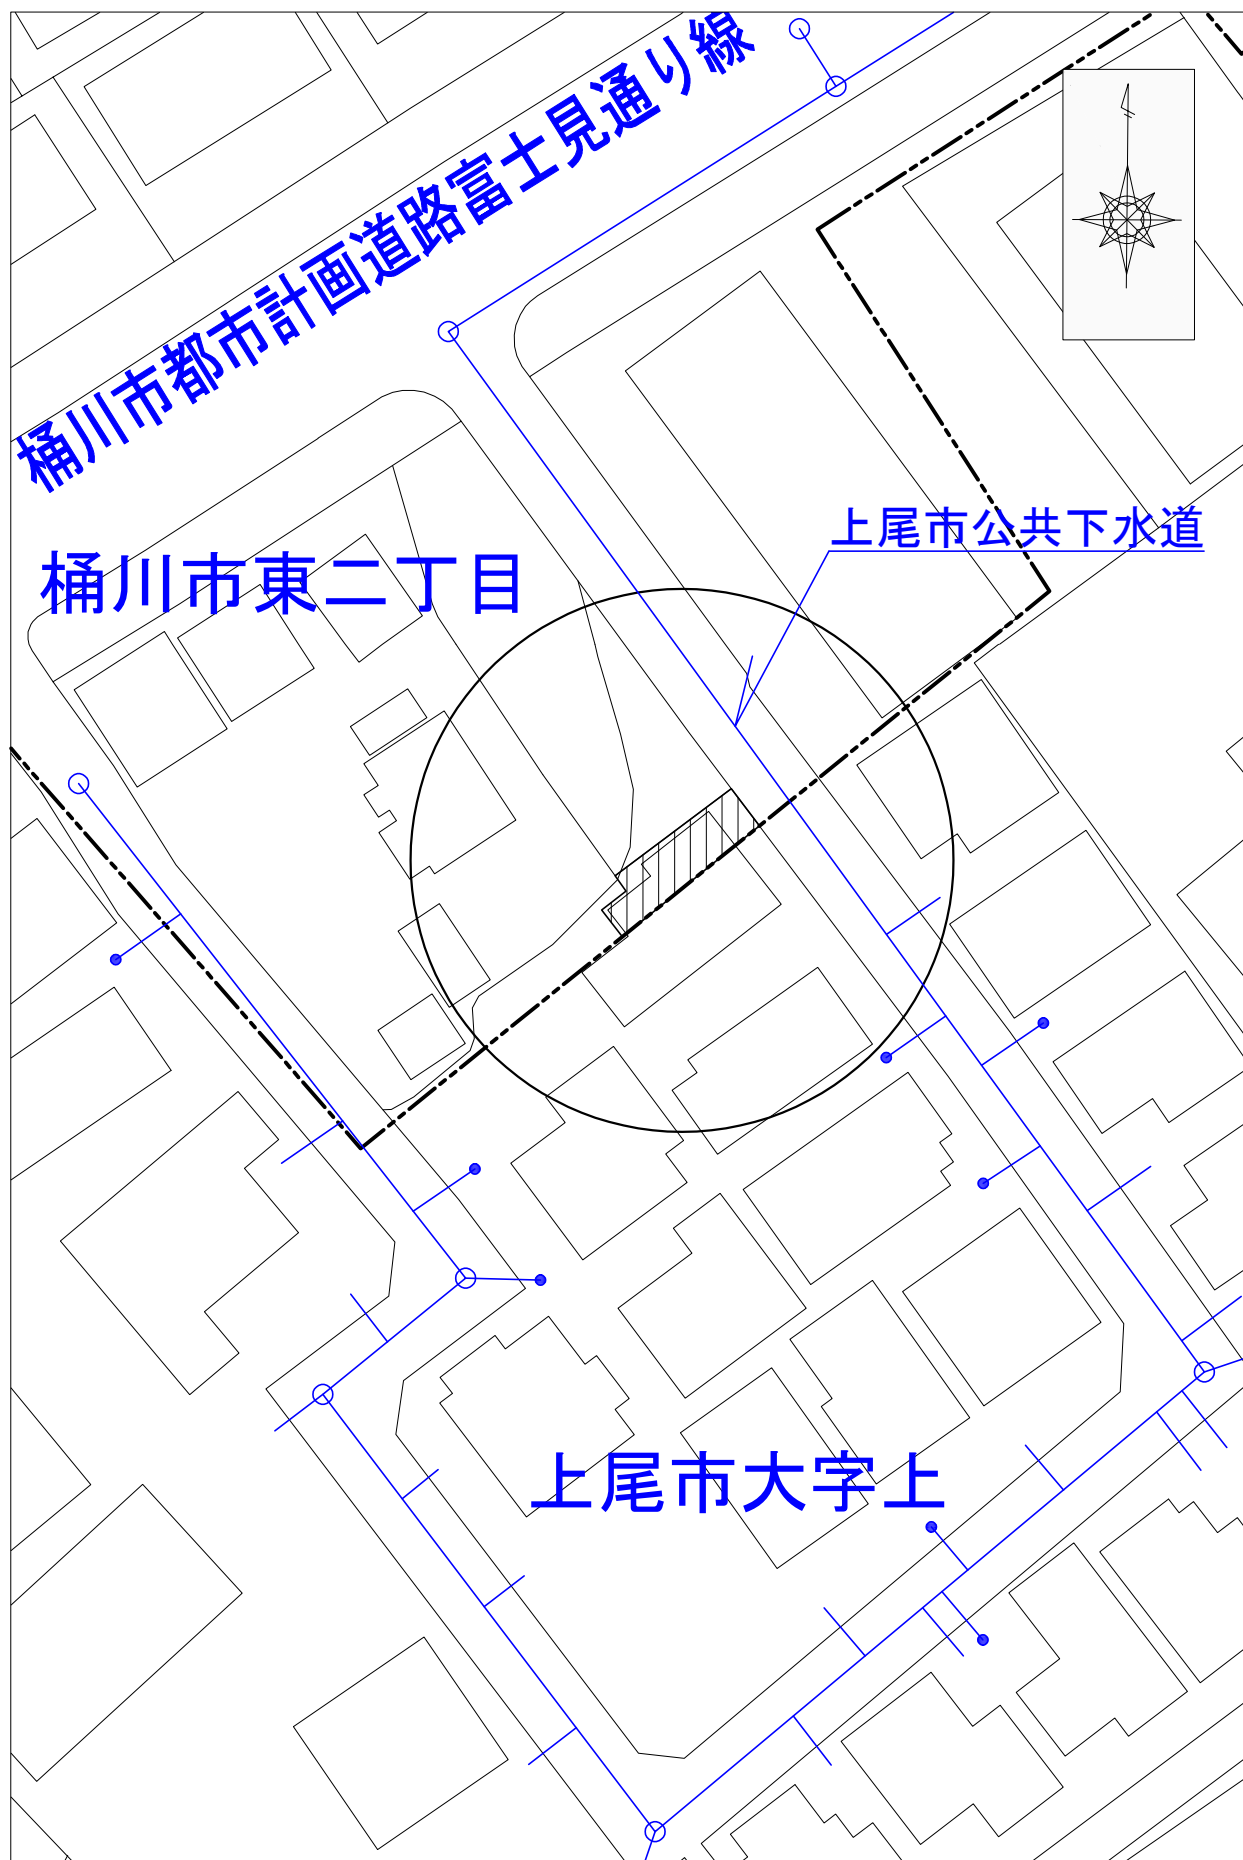 桶川市都市計画道路富士見通り線
上尾市公共下水道
桶川市東二丁目
上尾市大字上